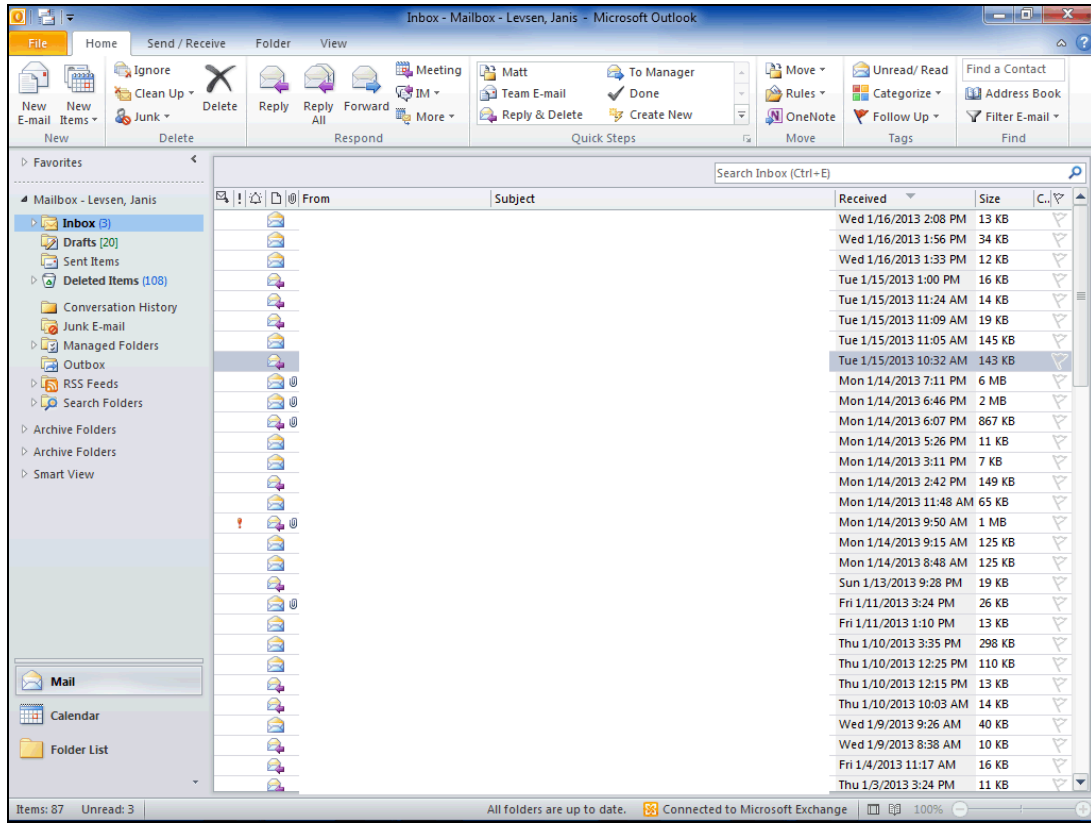 Inbox - Mailbox - Levsen, Janis - Microsoft Outlook
File Home Send / Receive Folder View
New E-mail
New Items
Ignore
Clean Up
Junk
Delete
Reply
Reply All
Forward
Meeting
IM
More
Matt
Team E-mail
Reply & Delete
To Manager
Done
Create New
Move
Rules
OneNote
Unread/ Read
Categorize
Follow Up
Find a Contact
Address Book
Filter E-mail
New Delete Respond Quick Steps Move Tags Find
Favorites
Mailbox - Levsen, Janis
Inbox (3)
Drafts [20]
Sent Items
Deleted Items (108)
Conversation History
Junk E-mail
Managed Folders
Outbox
RSS Feeds
Search Folders
Archive Folders
Archive Folders
Smart View
Mail
Calendar
Folder List
Search Inbox (Ctrl+E)
! From Subject Received Size C..
Wed 1/16/2013 2:08 PM 13 KB
Wed 1/16/2013 1:56 PM 34 KB
Wed 1/16/2013 1:33 PM 12 KB
Tue 1/15/2013 1:00 PM 16 KB
Tue 1/15/2013 11:24 AM 14 KB
Tue 1/15/2013 11:09 AM 19 KB
Tue 1/15/2013 11:05 AM 145 KB
Tue 1/15/2013 10:32 AM 143 KB
Mon 1/14/2013 7:11 PM 6 MB
Mon 1/14/2013 6:46 PM 2 MB
Mon 1/14/2013 6:07 PM 867 KB
Mon 1/14/2013 5:26 PM 11 KB
Mon 1/14/2013 3:11 PM 7 KB
Mon 1/14/2013 2:42 PM 149 KB
Mon 1/14/2013 11:48 AM 65 KB
Mon 1/14/2013 9:50 AM 1 MB
Mon 1/14/2013 9:15 AM 125 KB
Mon 1/14/2013 8:48 AM 125 KB
Sun 1/13/2013 9:28 PM 19 KB
Fri 1/11/2013 3:24 PM 26 KB
Fri 1/11/2013 1:10 PM 13 KB
Thu 1/10/2013 3:35 PM 298 KB
Thu 1/10/2013 12:25 PM 110 KB
Thu 1/10/2013 12:15 PM 13 KB
Thu 1/10/2013 10:03 AM 14 KB
Wed 1/9/2013 9:26 AM 40 KB
Wed 1/9/2013 8:38 AM 10 KB
Fri 1/4/2013 11:17 AM 16 KB
Thu 1/3/2013 3:24 PM 11 KB
Items: 87 Unread: 3 All folders are up to date. Connected to Microsoft Exchange 100%